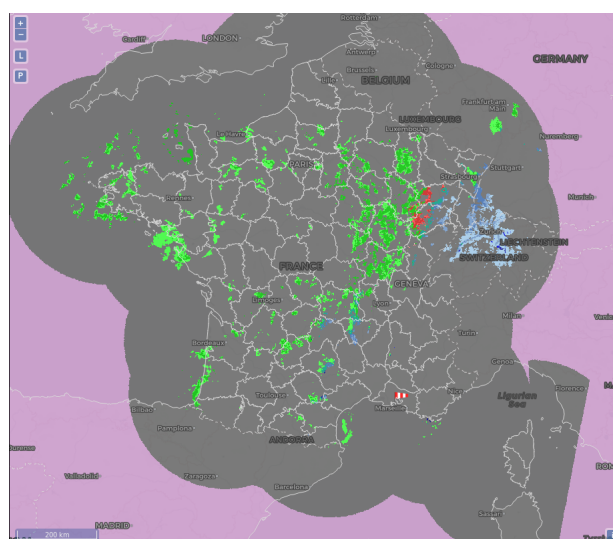 +
Rotterdam
Cardiff
LONDON
−
L
Antwerp
Cologne
GERMANY
Brussels
P
Lille
BELGIUM
Frankfurt am
Main
LUXEMBOURG
Le Havre
Luxembourg
Nuremberg
PARIS
Stuttgart
Strasbourg
Munich
Rennes
Zurich
LIECHTENSTEIN
SWITZERLAND
FRANCE
GENEVA
Limoges
Lyon
Milan
Turin
Bordeaux
Genoa
Florence
Toulouse
Nice
Ligurian
Sea
Marseille
Bilbao
Pamplona
ANDORRA
Valladolid
Zaragoza
Barcelona
Sassari
MADRID
200 km